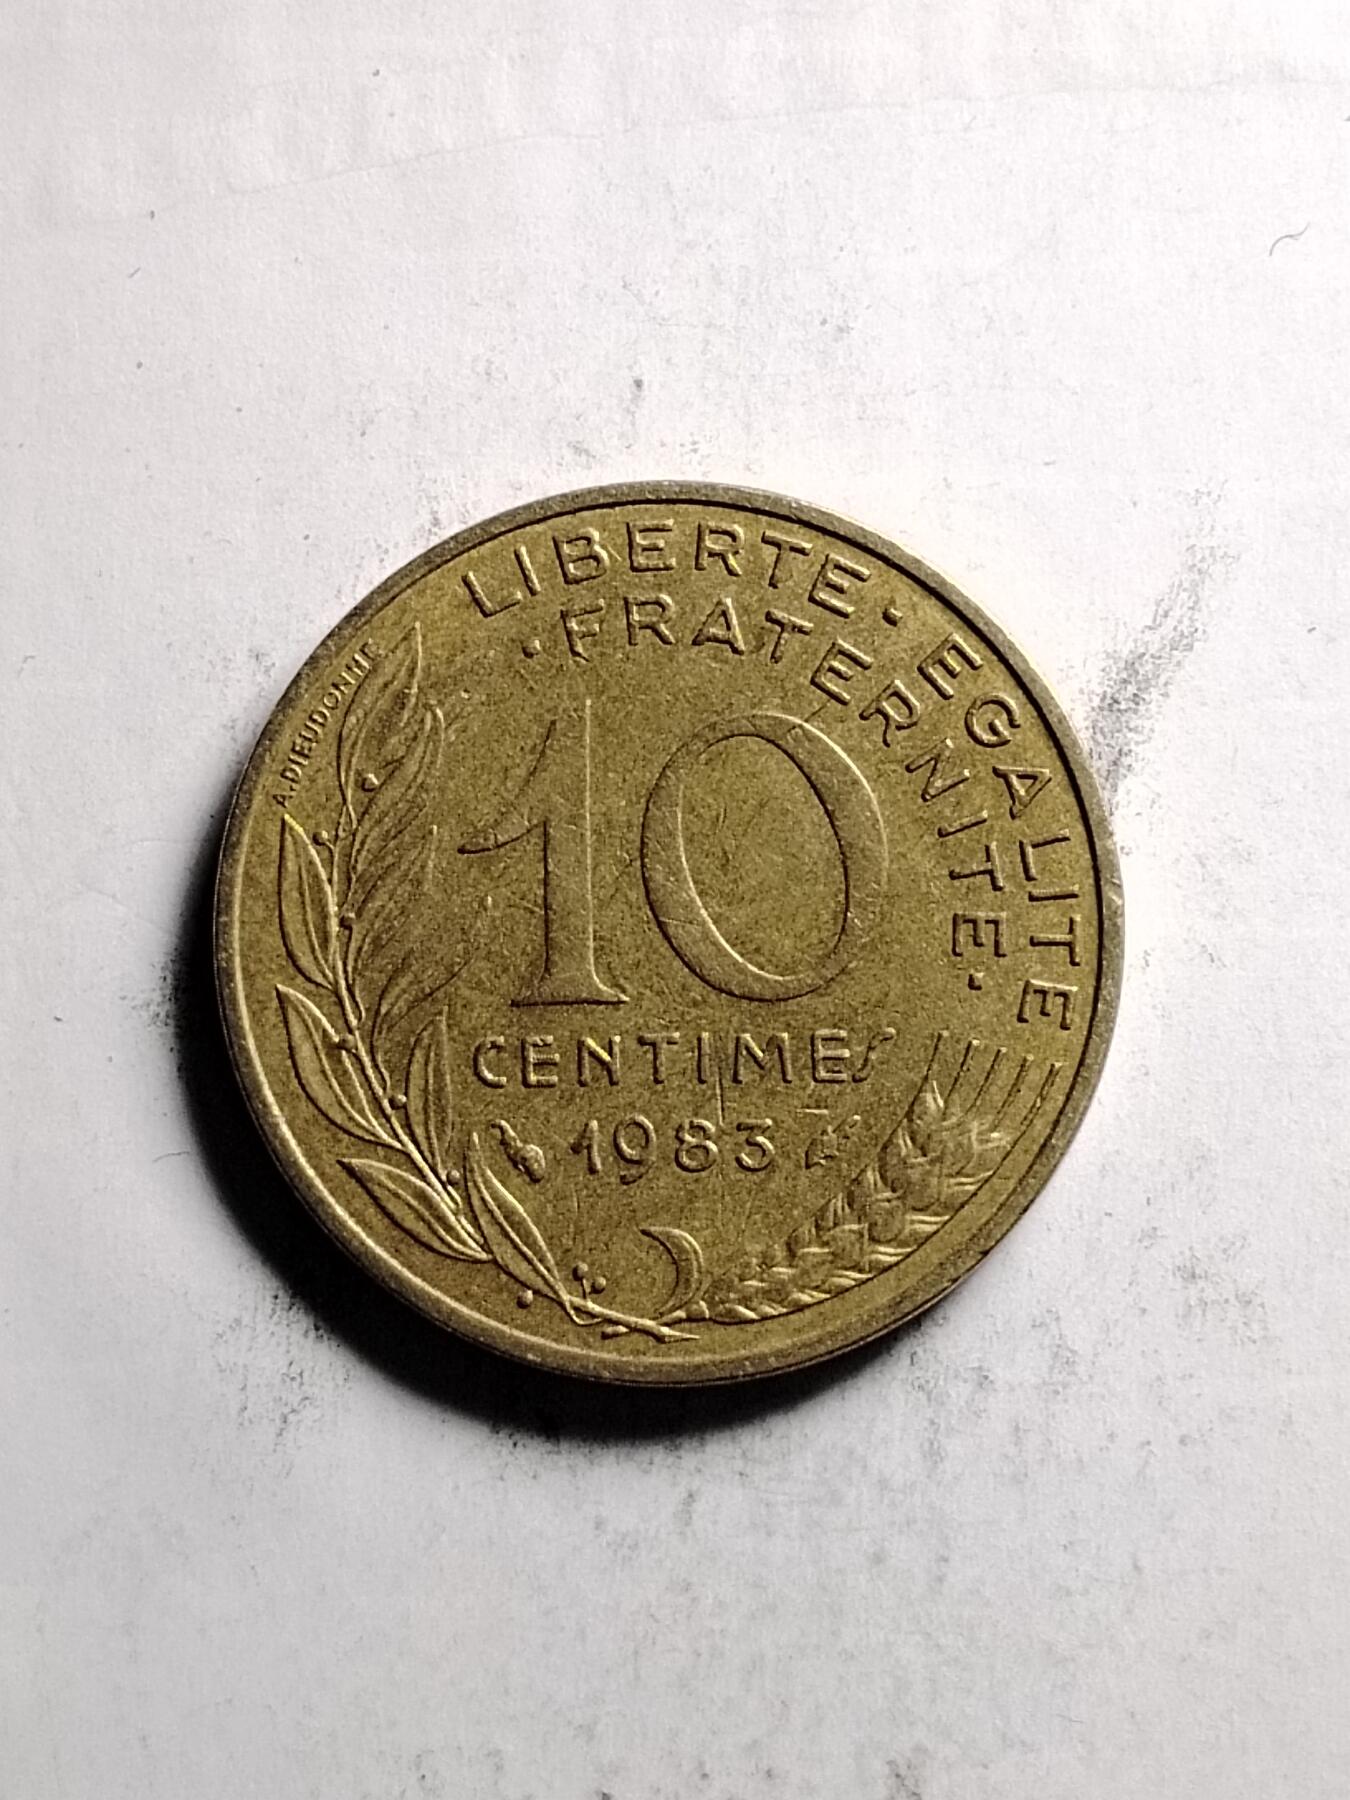 LIBERTE · EGALITE
· FRATERNITE ·
A.DIEUDONNE
10
CENTIMES
1983